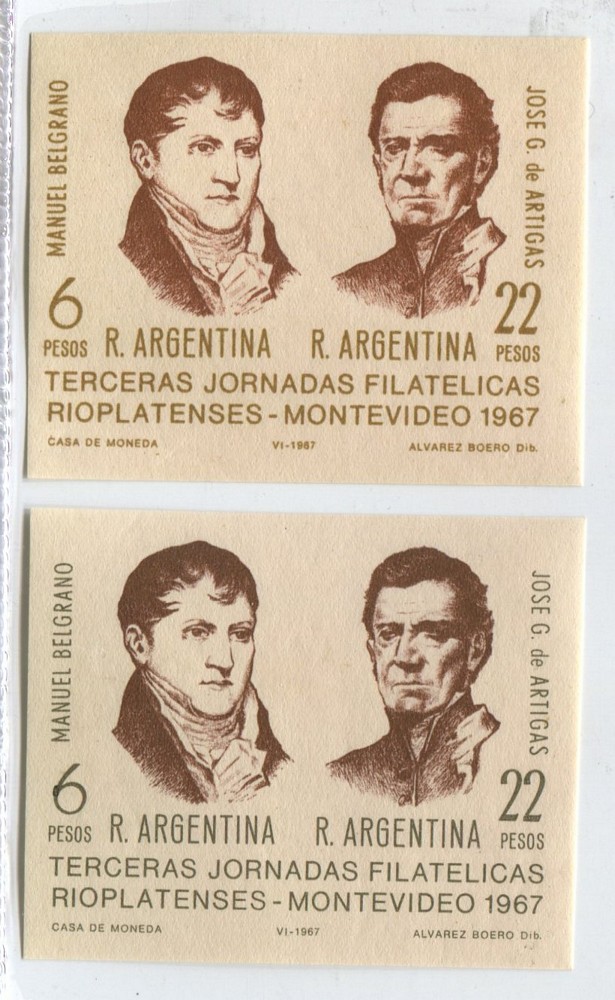 MANUEL BELGRANO
JOSE G. de ARTIGAS
6 PESOS R. ARGENTINA R. ARGENTINA 22 PESOS
TERCERAS JORNADAS FILATELICAS
RIOPLATENSES - MONTEVIDEO 1967
CASA DE MONEDA VI-1967 ALVAREZ BOERO Dib.
MANUEL BELGRANO
JOSE G. de ARTIGAS
6 PESOS R. ARGENTINA R. ARGENTINA 22 PESOS
TERCERAS JORNADAS FILATELICAS
RIOPLATENSES - MONTEVIDEO 1967
CASA DE MONEDA VI-1967 ALVAREZ BOERO Dib.